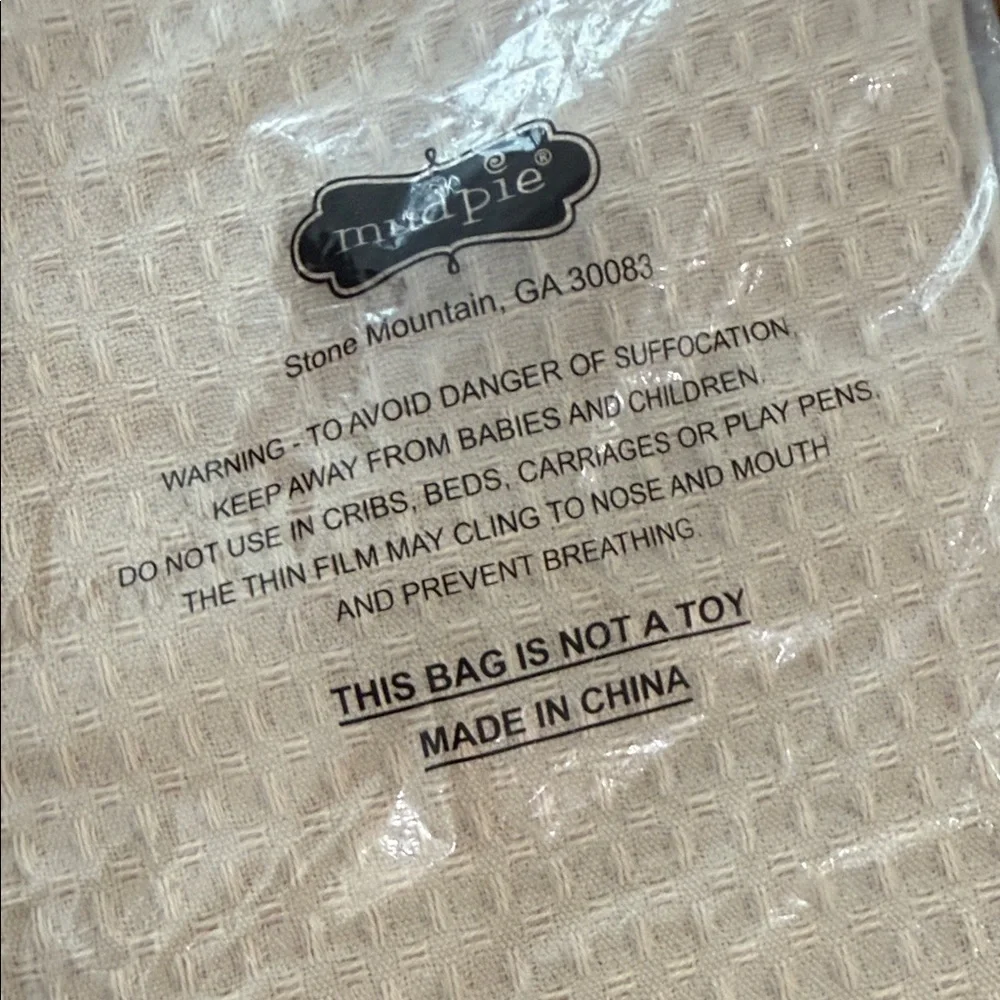 mudpie®
Stone Mountain, GA 30083
WARNING - TO AVOID DANGER OF SUFFOCATION,
KEEP AWAY FROM BABIES AND CHILDREN.
DO NOT USE IN CRIBS, BEDS, CARRIAGES OR PLAY PENS.
THE THIN FILM MAY CLING TO NOSE AND MOUTH
AND PREVENT BREATHING.
THIS BAG IS NOT A TOY
MADE IN CHINA